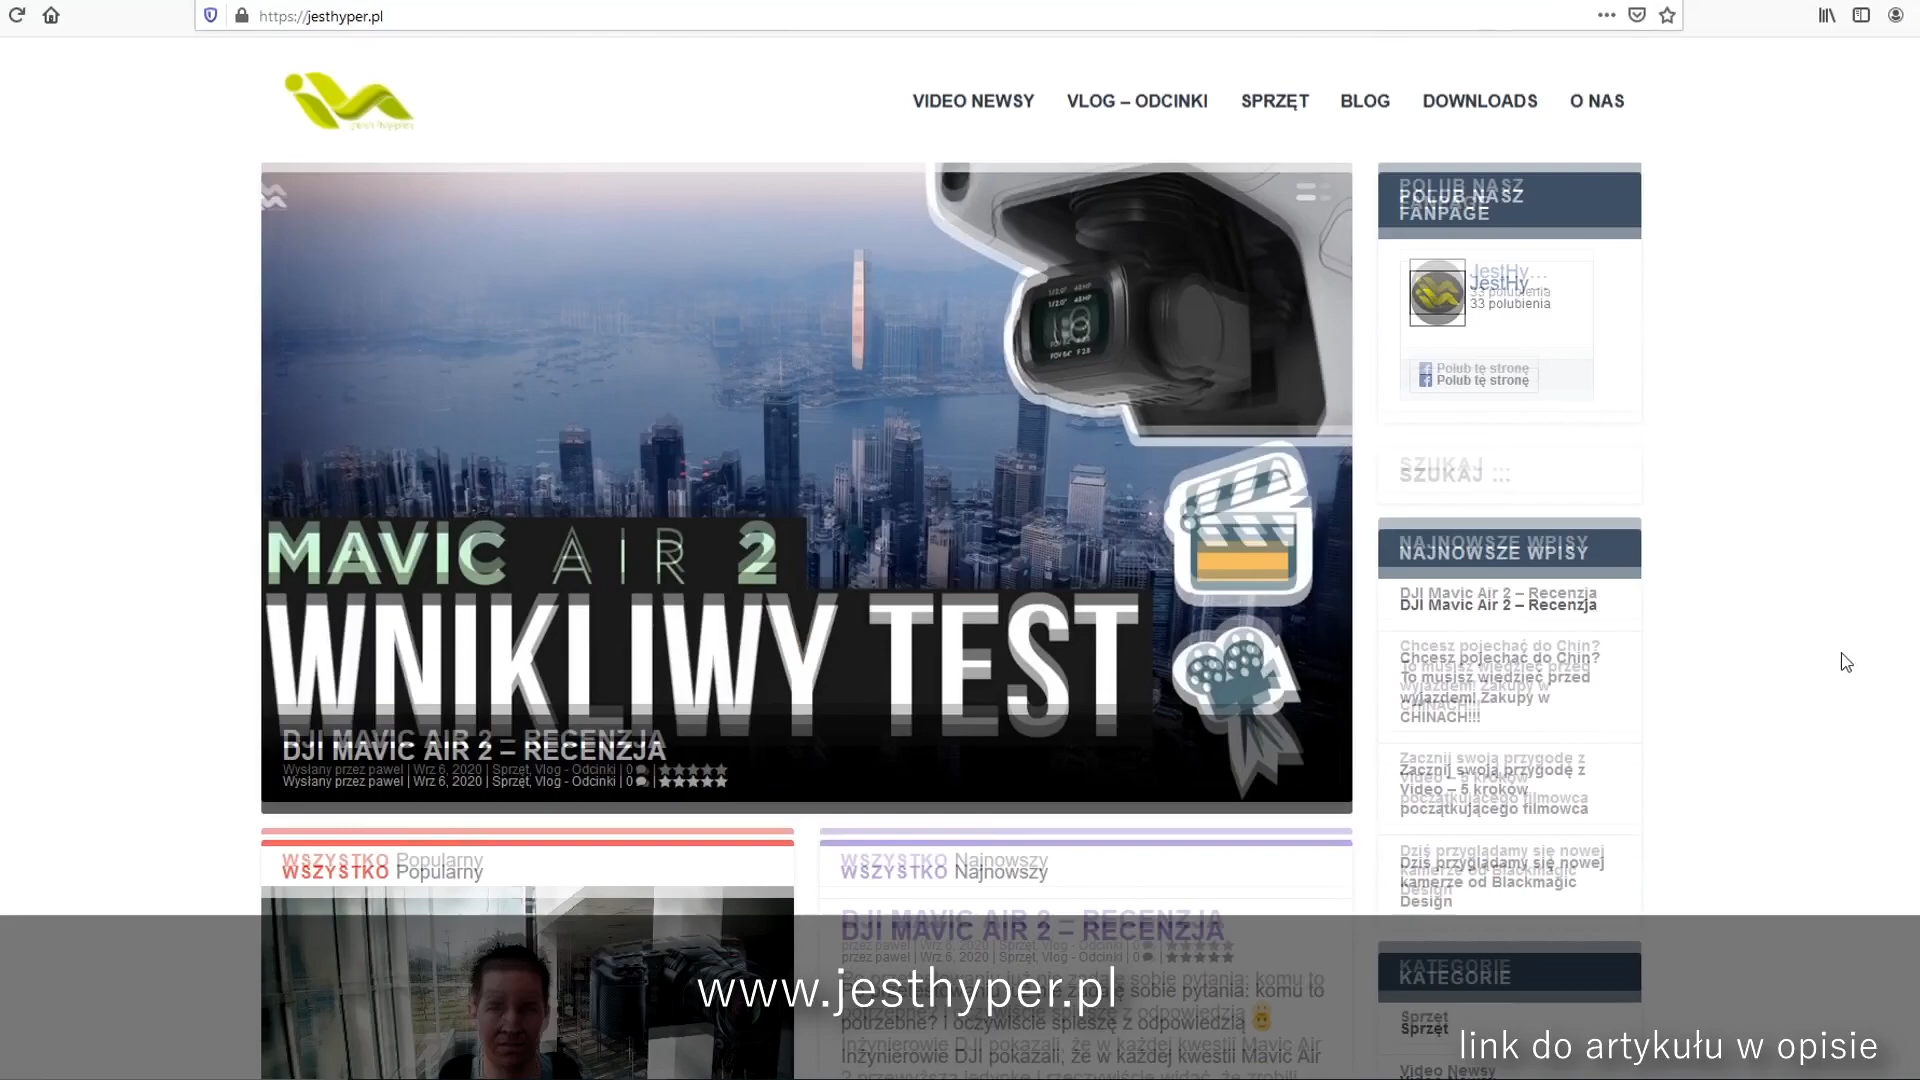 https://jesthyper.pl
VIDEO NEWSY
VLOG – ODCINKI
SPRZĘT
BLOG
DOWNLOADS
O NAS
MAVIC AIR 2
WNIKLIWY TEST
DJI MAVIC AIR 2 – RECENZJA
Wysłany przez pawel | Wrz 6, 2020 | Sprzęt, Vlog - Odcinki | 0
POLUB NASZ
FANPAGE
JestHy...
33 polubienia
Polub tę stronę
SZUKAJ ...
NAJNOWSZE WPISY
DJI Mavic Air 2 – Recenzja
Chcesz pojechać do Chin?
To musisz wiedzieć przed
wyjazdem! Zakupy w
CHINACH!!!
Zacznij swoją przygodę z
Video – 5 kroków
początkującego filmowca
Dziś przyglądamy się nowej
kamerze od Blackmagic
Design
KATEGORIE
Sprzęt
Video Newsy
WSZYSTKO Popularny
WSZYSTKO Najnowszy
DJI MAVIC AIR 2 – RECENZJA
przez pawel | Wrz 6, 2020 | Sprzęt, Vlog - Odcinki | 0
sobie pytania: komu to
potrzebne? I oczywiście spieszę z odpowiedzią
Inżynierowie DJI pokazali, że w każdej kwestii Mavic Air
www.jesthyper.pl
link do artykułu w opisie